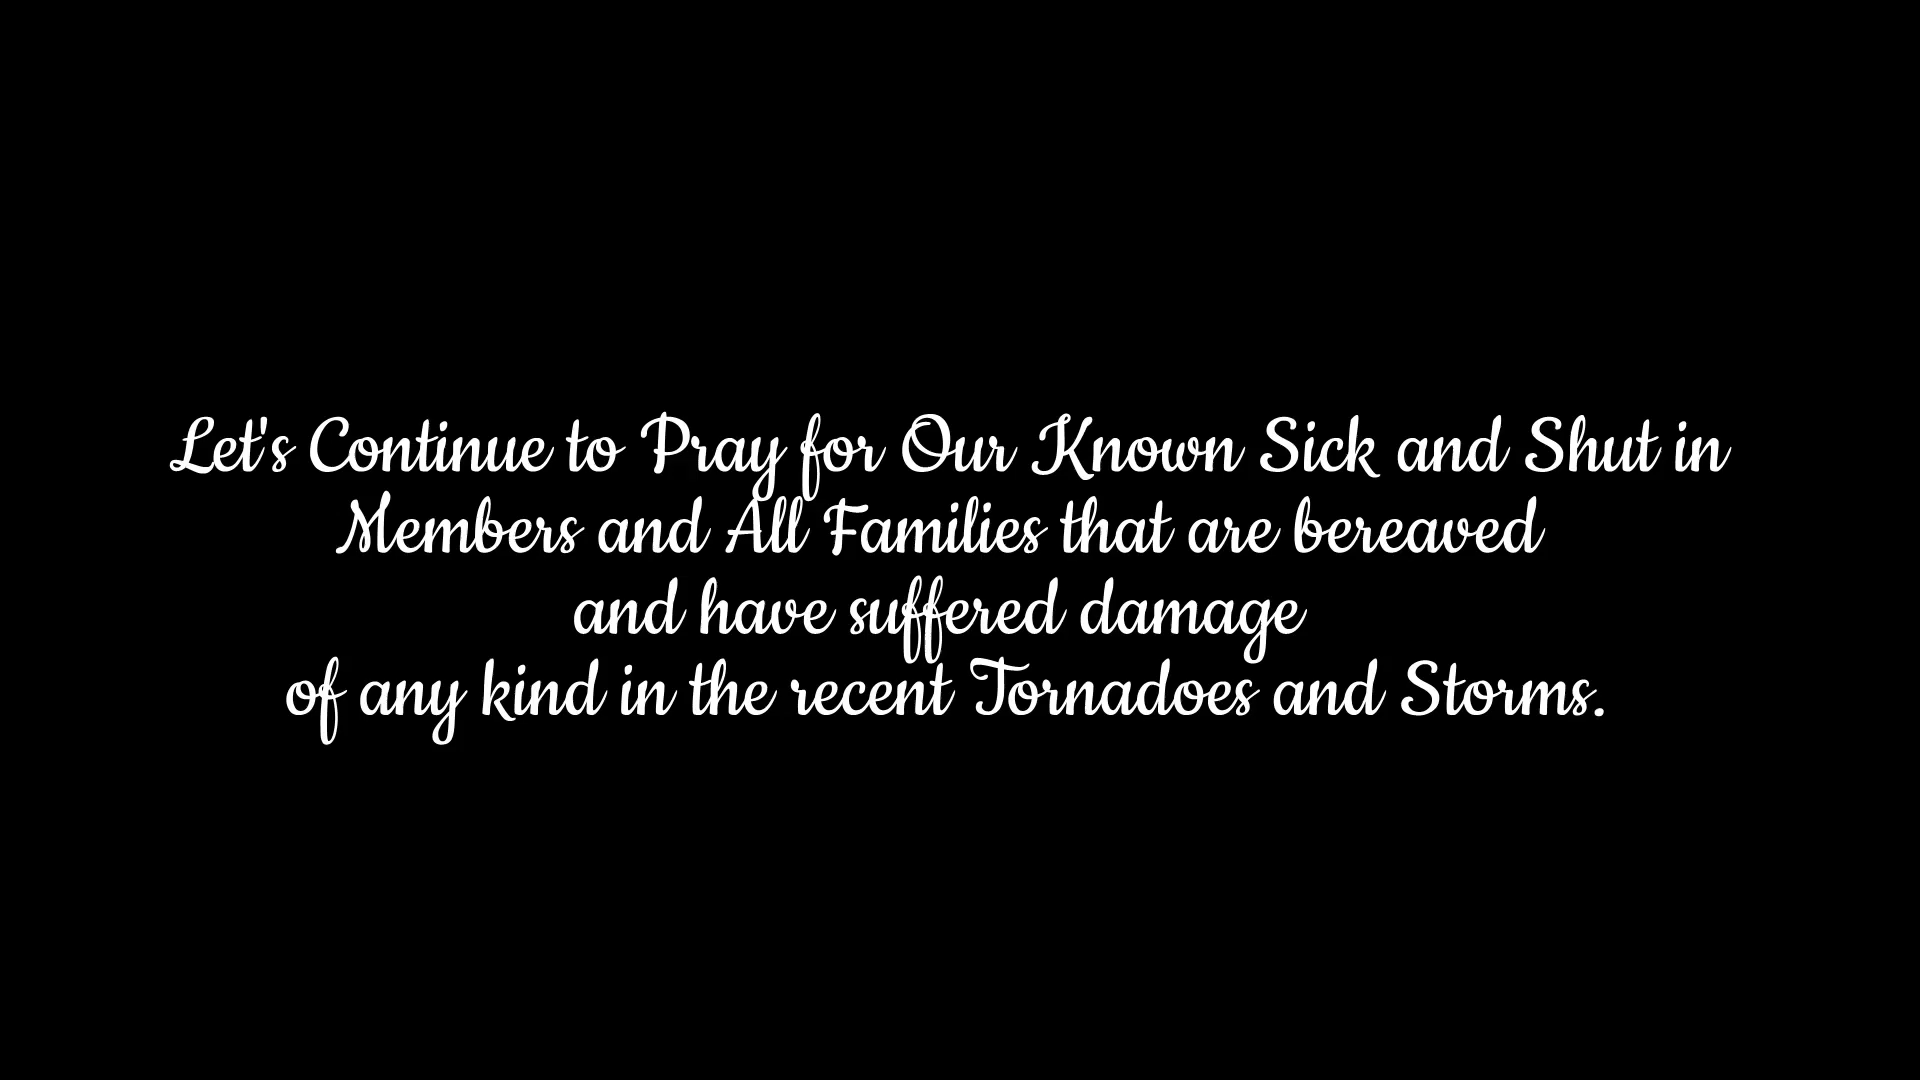 Let's Continue to Pray for Our Known Sick and Shut in
Members and All Families that are bereaved
and have suffered damage
of any kind in the recent Tornadoes and Storms.